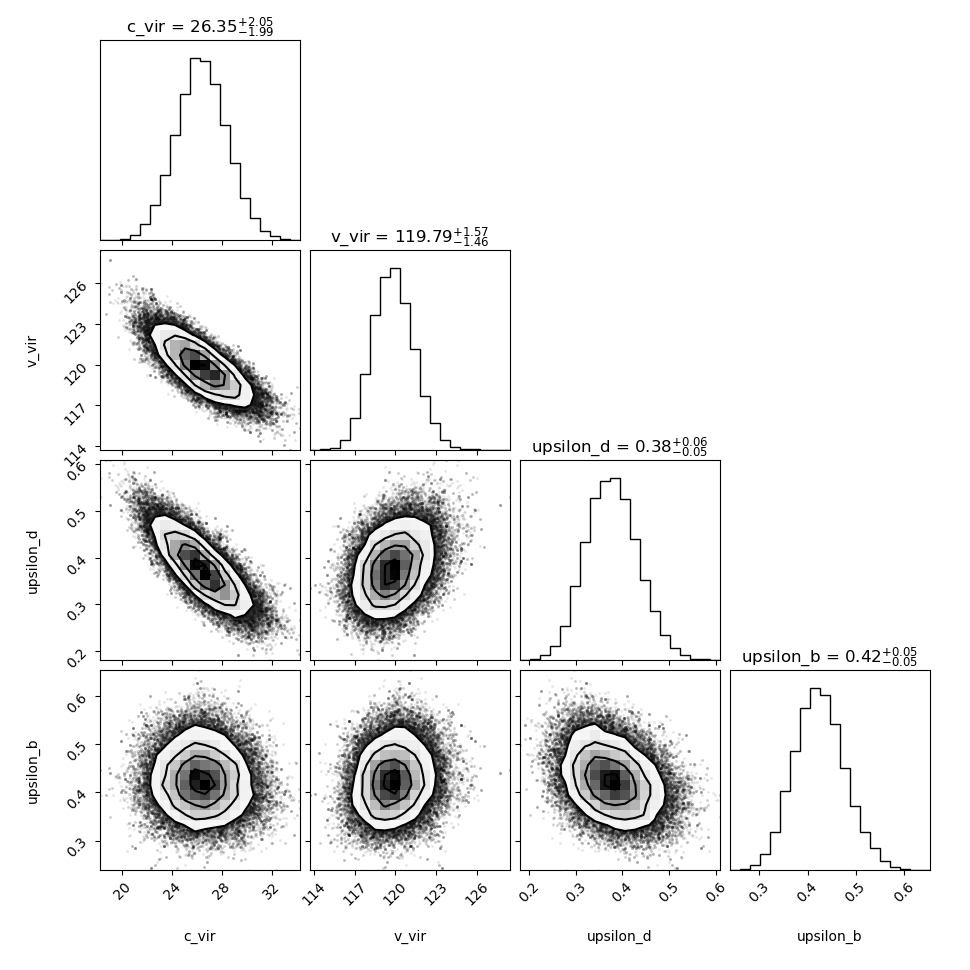 c_vir = 26.35+2.05−1.99
v_vir = 119.79+1.57−1.46
126
123
120
117
114
v_vir
upsilon_d = 0.38+0.06−0.05
0.6
0.5
0.4
0.3
0.2
upsilon_d
upsilon_b = 0.42+0.05−0.05
0.6
0.5
0.4
0.3
upsilon_b
20 24 28 32 114 117 120 123 126 0.2 0.3 0.4 0.5 0.6 0.3 0.4 0.5 0.6
c_vir v_vir upsilon_d upsilon_b